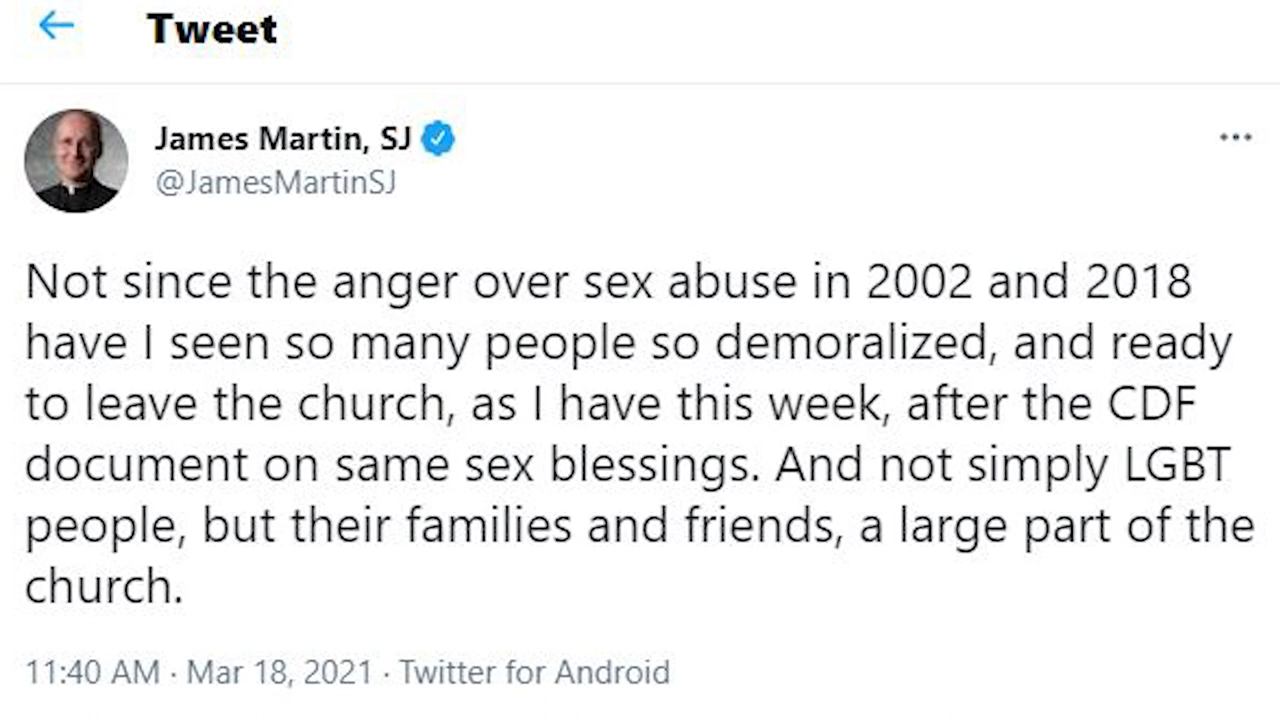 Tweet
James Martin, SJ
@JamesMartinSJ
Not since the anger over sex abuse in 2002 and 2018
have I seen so many people so demoralized, and ready
to leave the church, as I have this week, after the CDF
document on same sex blessings. And not simply LGBT
people, but their families and friends, a large part of the
church.
11:40 AM · Mar 18, 2021 · Twitter for Android